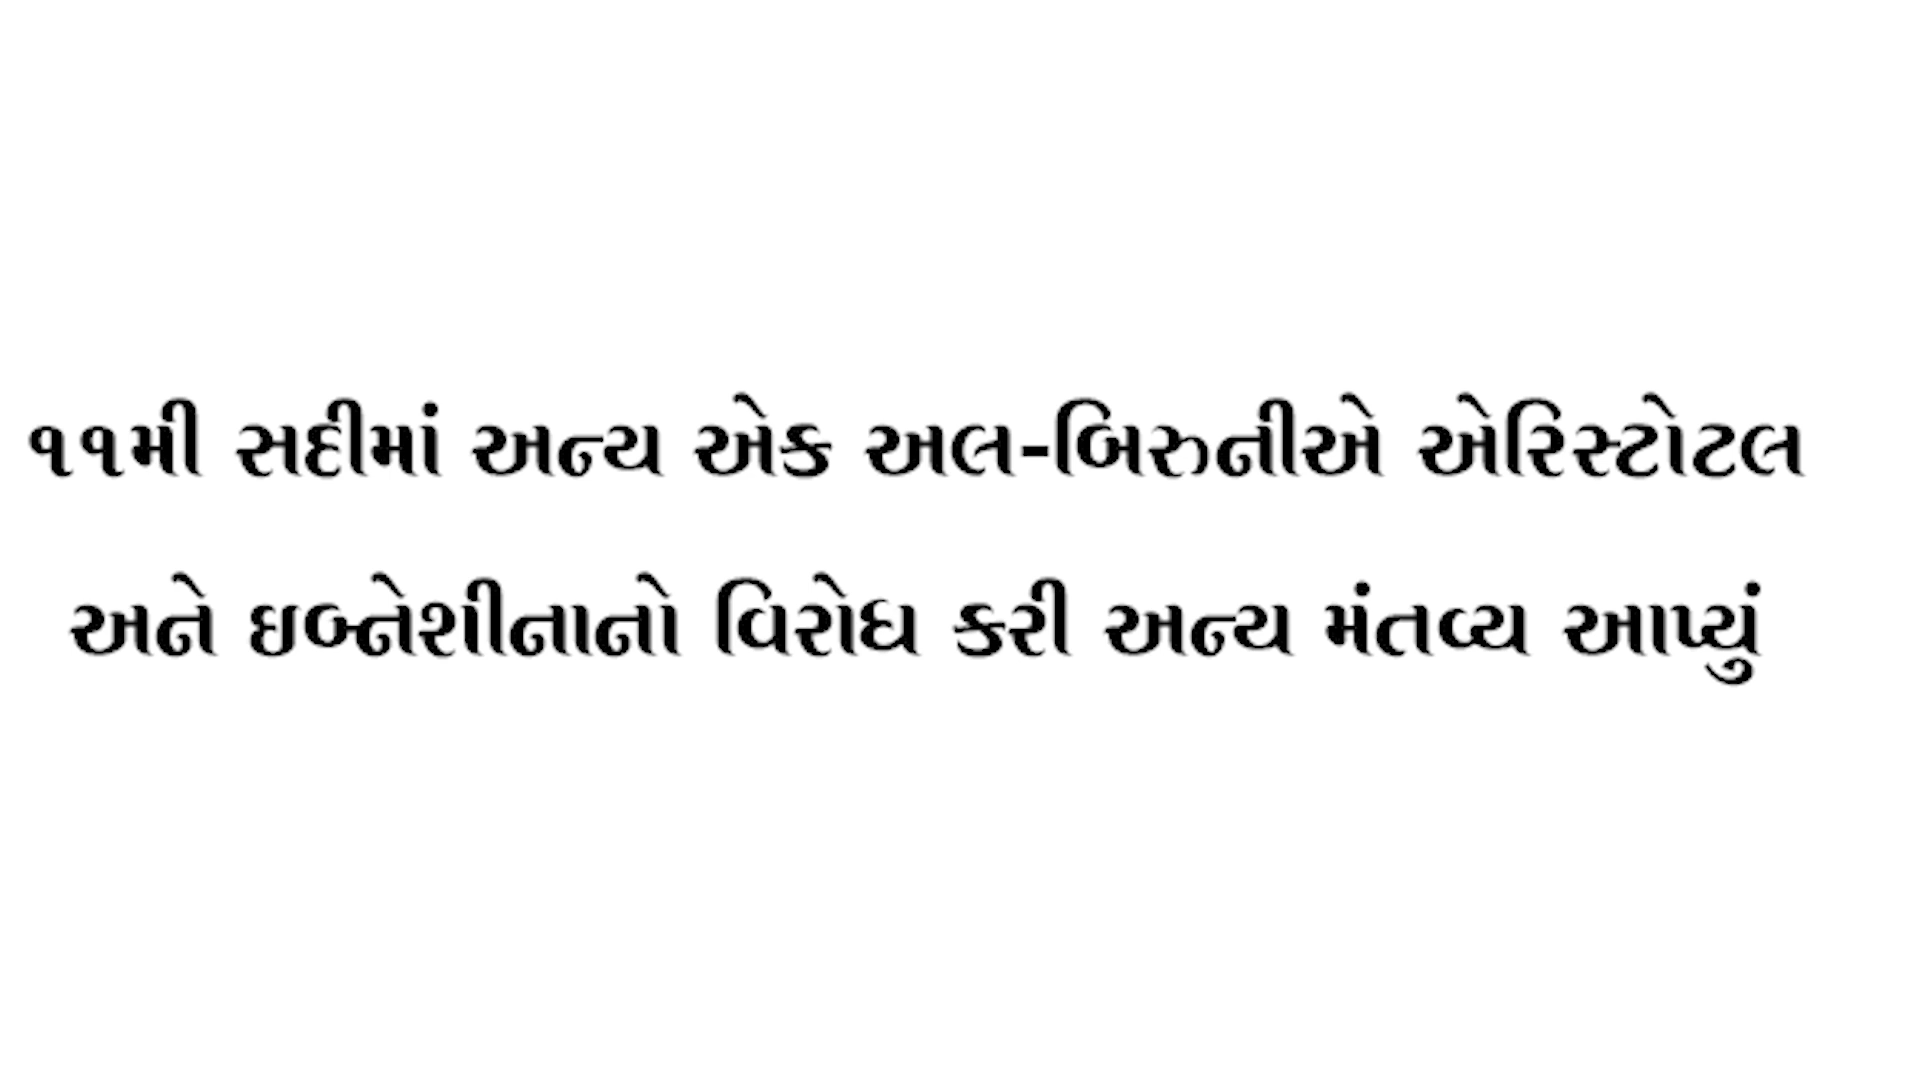 ૧૧મી સદીમાં અન્ય એક અલ-બિરુનીએ એરિસ્ટોટલ
અને ઇબ્નેશીનાનો વિરોધ કરી અન્ય મંતવ્ય આપ્યું